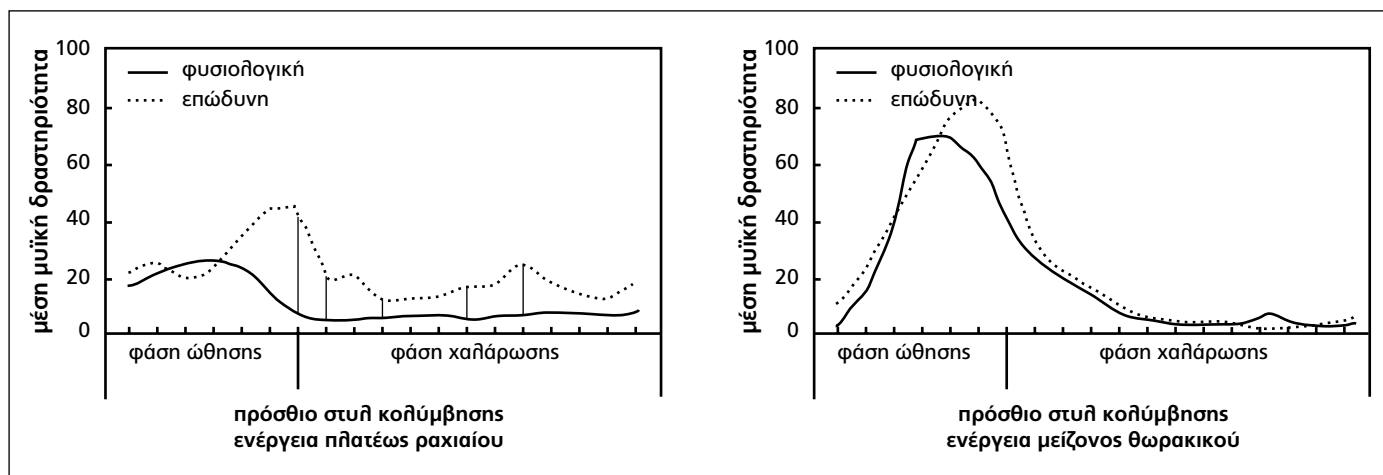 μέση μυϊκή δραστηριότητα
100
80
60
40
20
0
φυσιολογική
επώδυνη
φάση ώθησης
φάση χαλάρωσης
πρόσθιο στυλ κολύμβησης
ενέργεια πλατέως ραχιαίου
μέση μυϊκή δραστηριότητα
100
80
60
40
20
0
φυσιολογική
επώδυνη
φάση ώθησης
φάση χαλάρωσης
πρόσθιο στυλ κολύμβησης
ενέργεια μείζονος θωρακικού